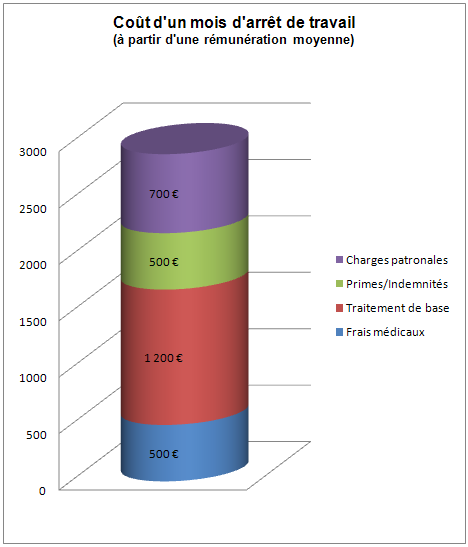 Coût d'un mois d'arrêt de travail
(à partir d'une rémunération moyenne)
3000
2500
2000
1500
1000
500
0
700 €
500 €
1 200 €
500 €
Charges patronales
Primes/Indemnités
Traitement de base
Frais médicaux